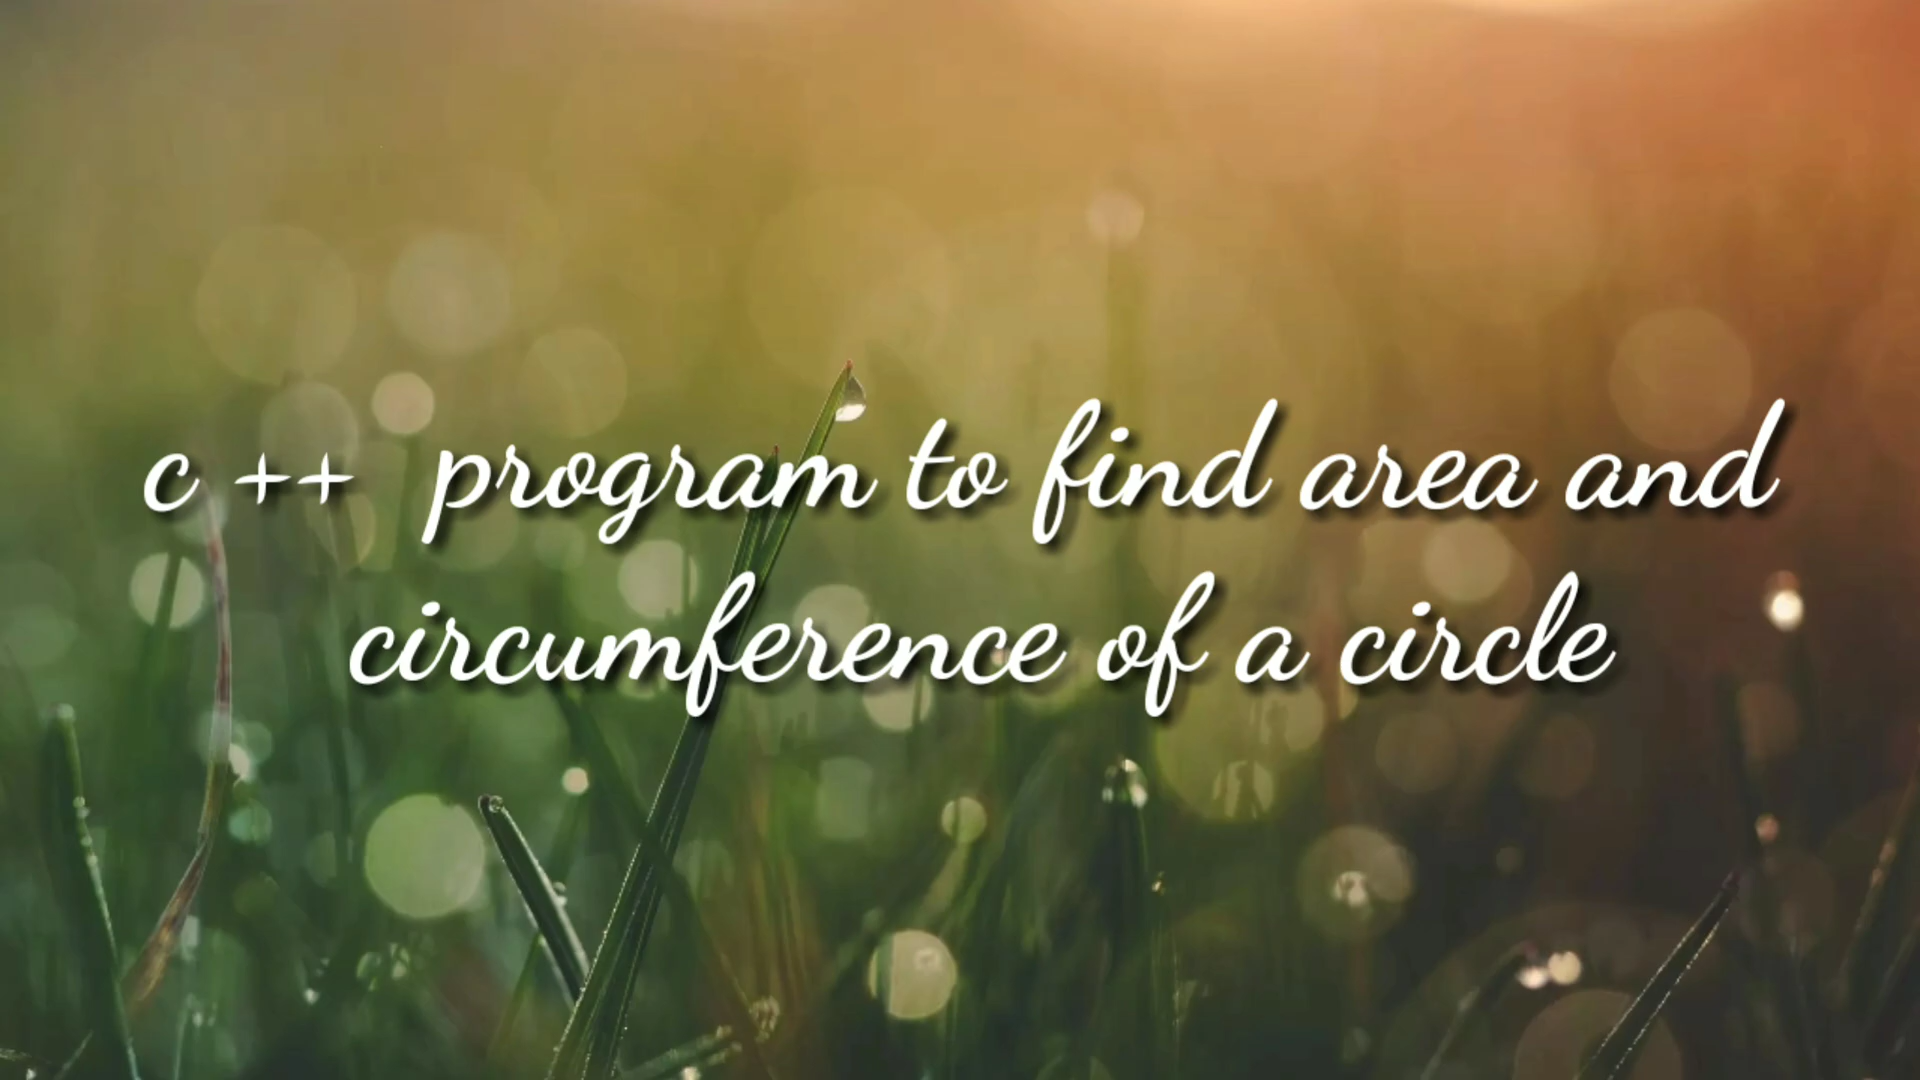 c ++ program to find area and
circumference of a circle